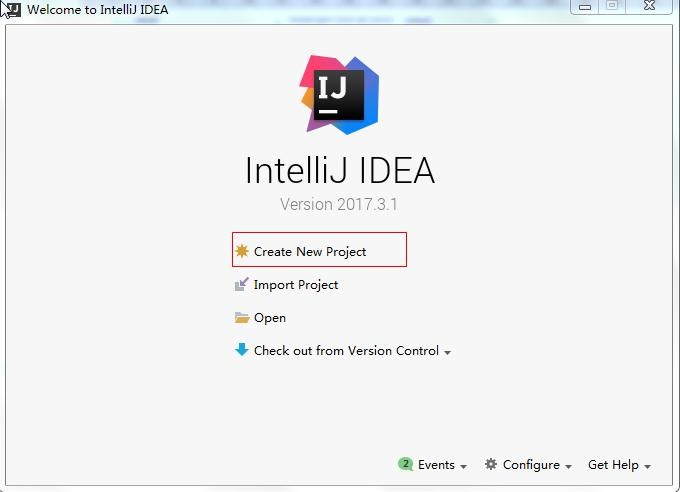 IJ Welcome to IntelliJ IDEA
IJ
IntelliJ IDEA
Version 2017.3.1
Create New Project
Import Project
Open
Check out from Version Control
2 Events Configure Get Help